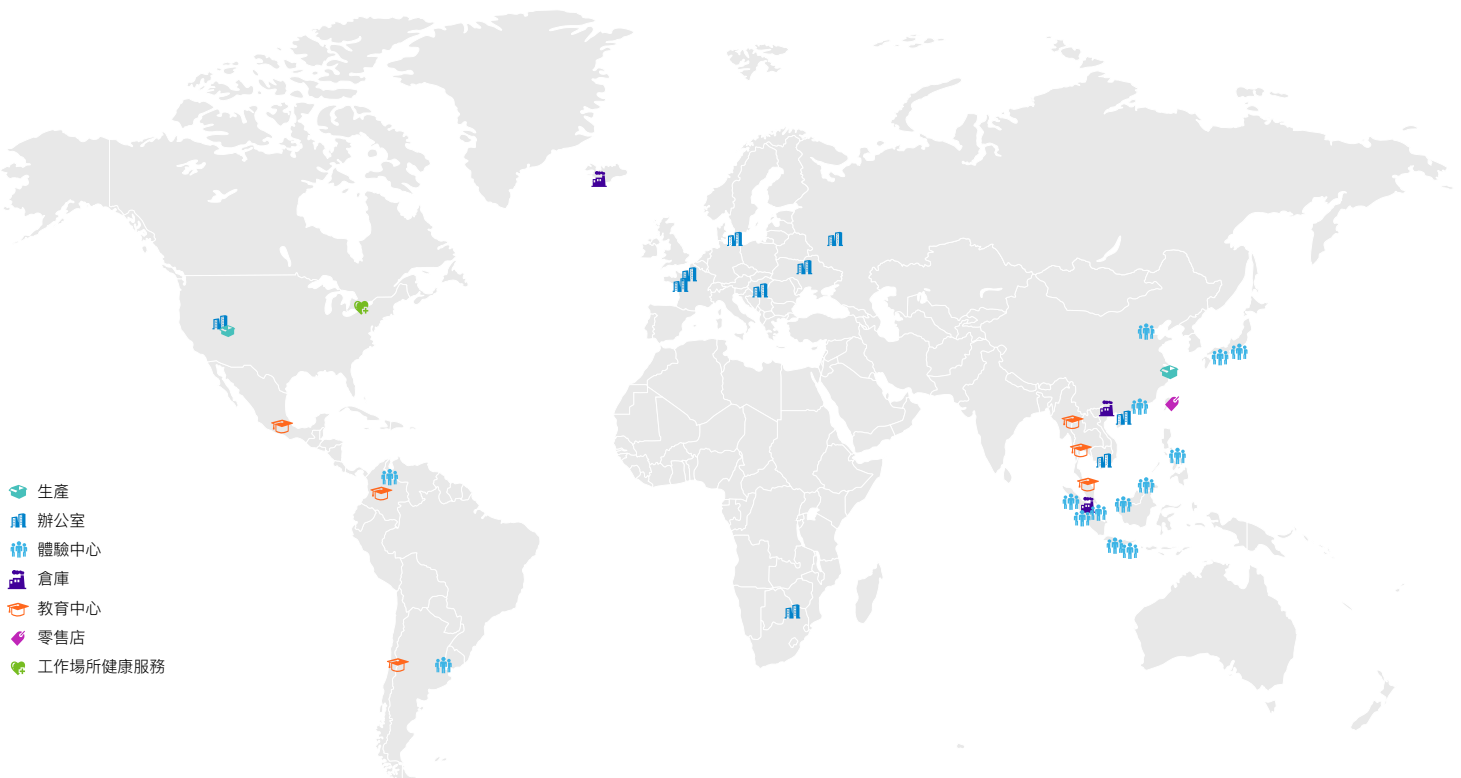 生產
辦公室
體驗中心
倉庫
教育中心
零售店
工作場所健康服務